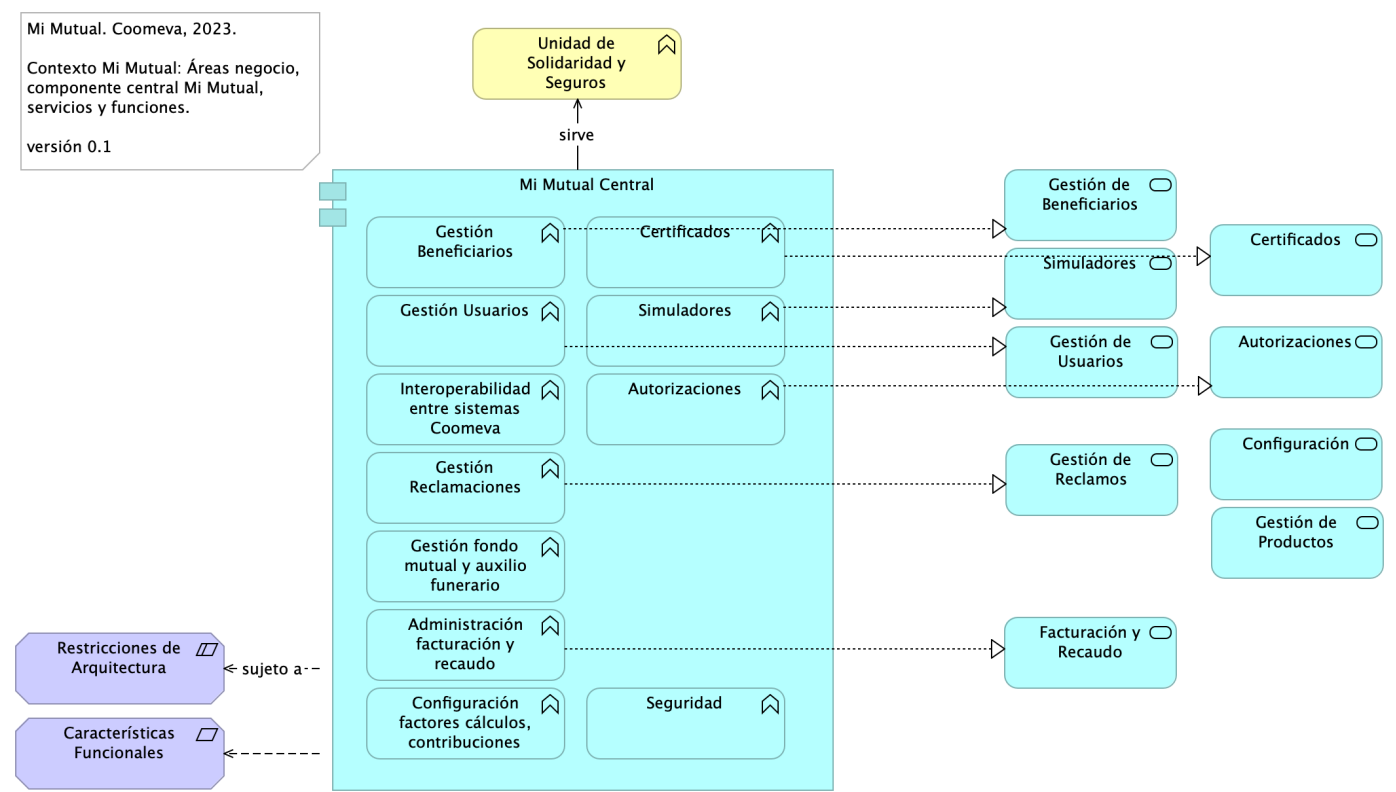 Mi Mutual. Coomeva, 2023.
Contexto Mi Mutual: Áreas negocio,
componente central Mi Mutual,
servicios y funciones.
versión 0.1
Unidad de
Solidaridad y
Seguros
sirve
Mi Mutual Central
Gestión
Beneficiarios
Certificados
Gestión Usuarios
Simuladores
Interoperabilidad
entre sistemas
Coomeva
Autorizaciones
Gestión
Reclamaciones
Gestión fondo
mutual y auxilio
funerario
Administración
facturación y
recaudo
Configuración
factores cálculos,
contribuciones
Seguridad
Gestión de
Beneficiarios
Certificados
Simuladores
Gestión de
Usuarios
Autorizaciones
Gestión de
Reclamos
Configuración
Gestión de
Productos
Facturación y
Recaudo
Restricciones de
Arquitectura
sujeto a
Características
Funcionales